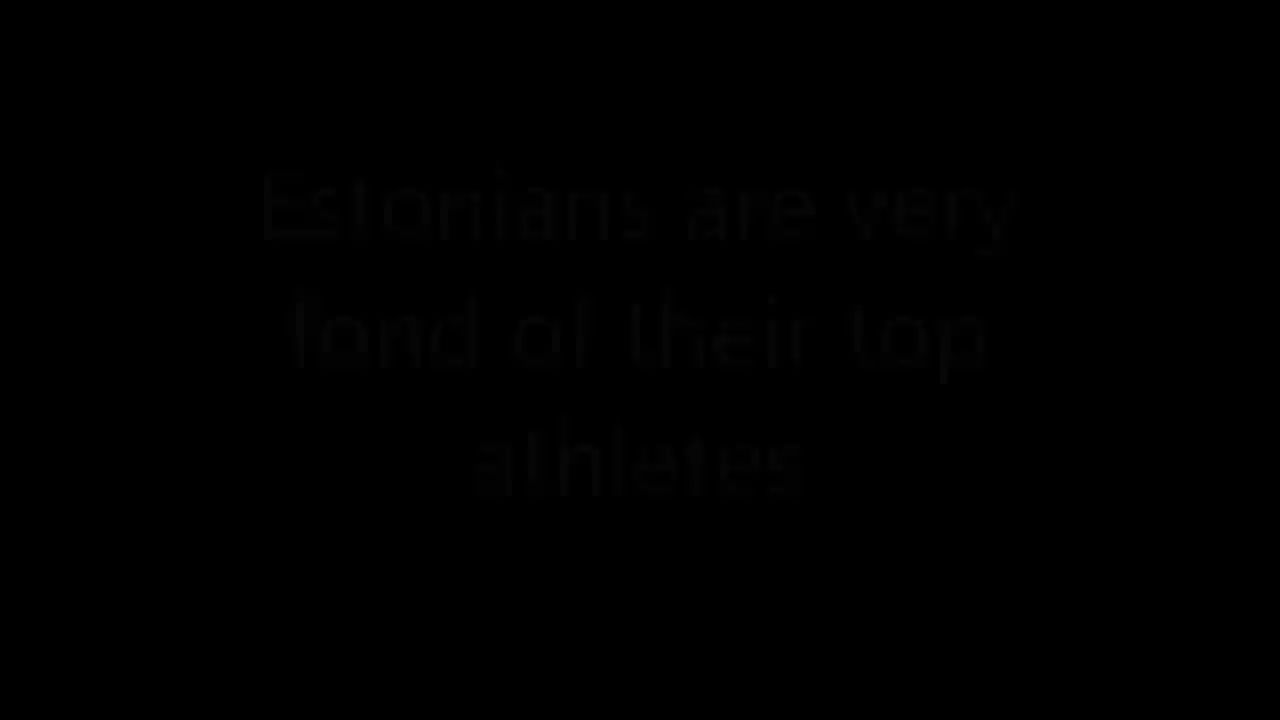 Estonians are very
fond of their top
athletes